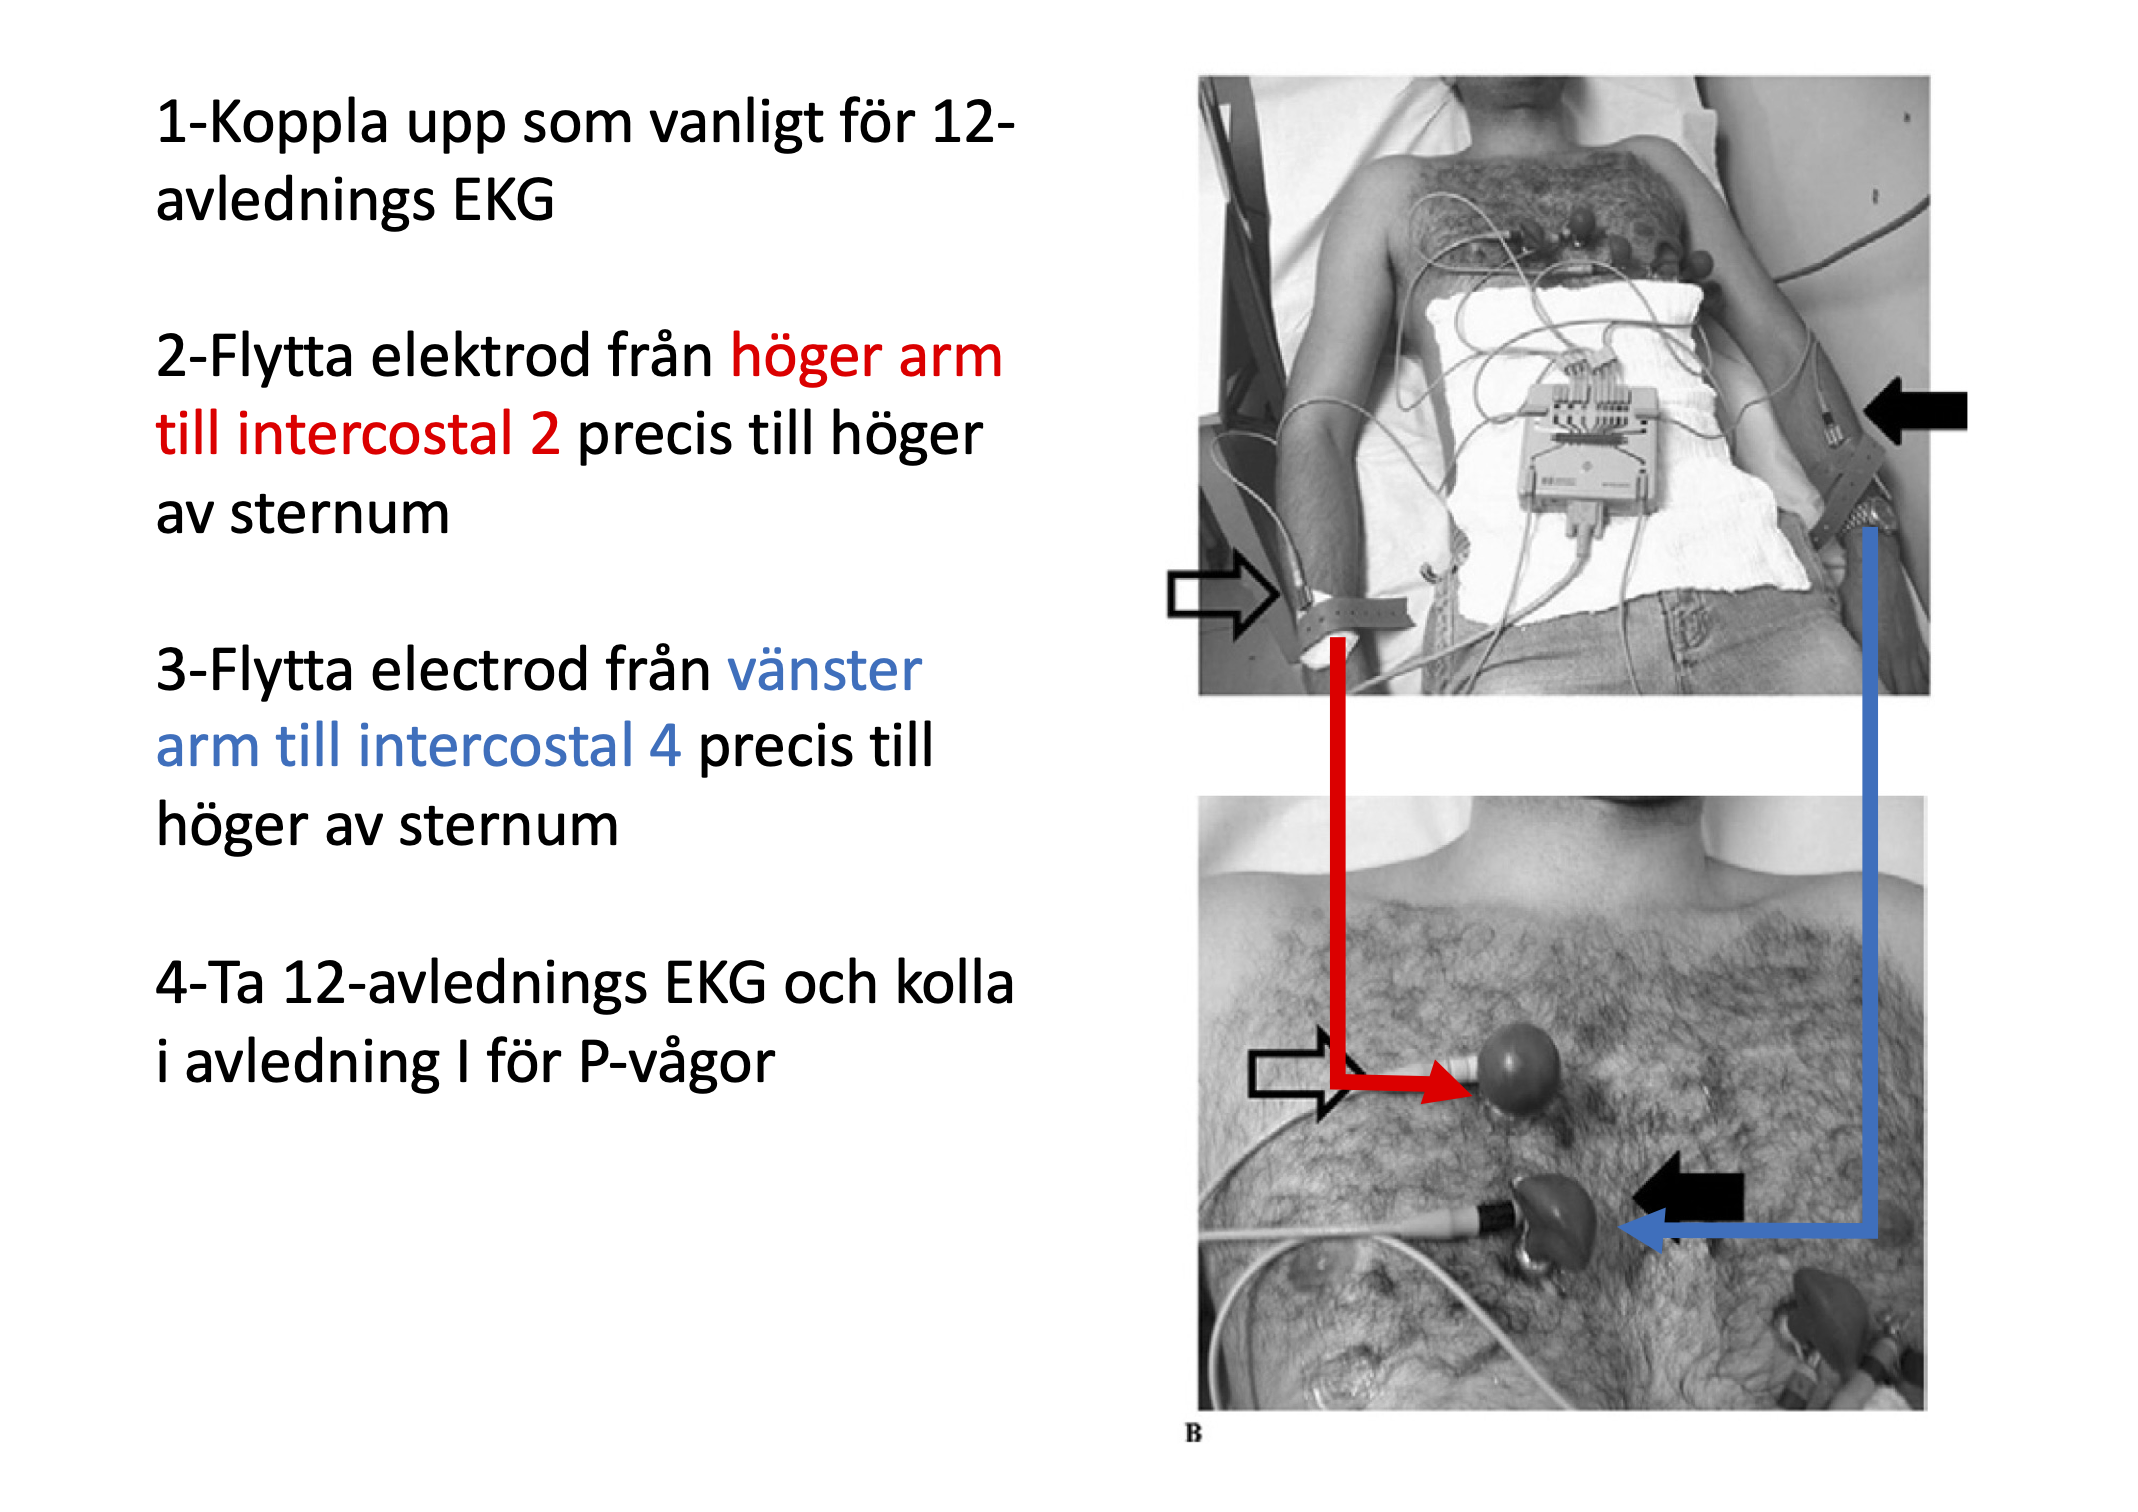 1-Koppla upp som vanligt för 12-
avlednings EKG
2-Flytta elektrod från höger arm
till intercostal 2 precis till höger
av sternum
3-Flytta electrod från vänster
arm till intercostal 4 precis till
höger av sternum
4-Ta 12-avlednings EKG och kolla
i avledning I för P-vågor
B